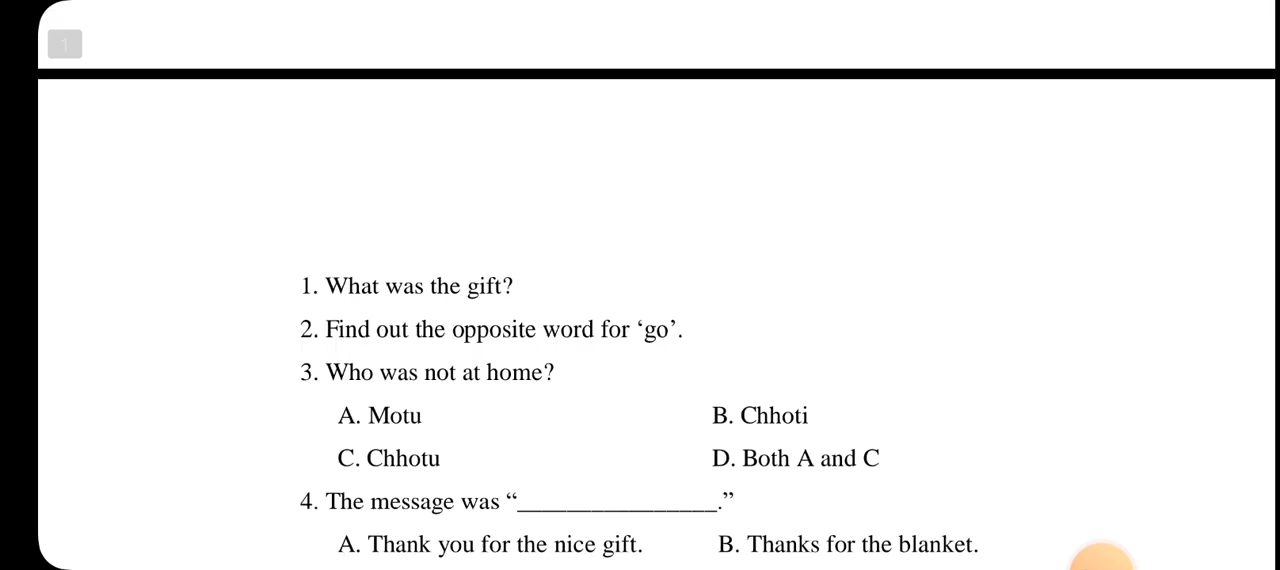 1
1. What was the gift?
2. Find out the opposite word for ‘go’.
3. Who was not at home?
A. Motu B. Chhoti
C. Chhotu D. Both A and C
4. The message was “________________.”
A. Thank you for the nice gift. B. Thanks for the blanket.